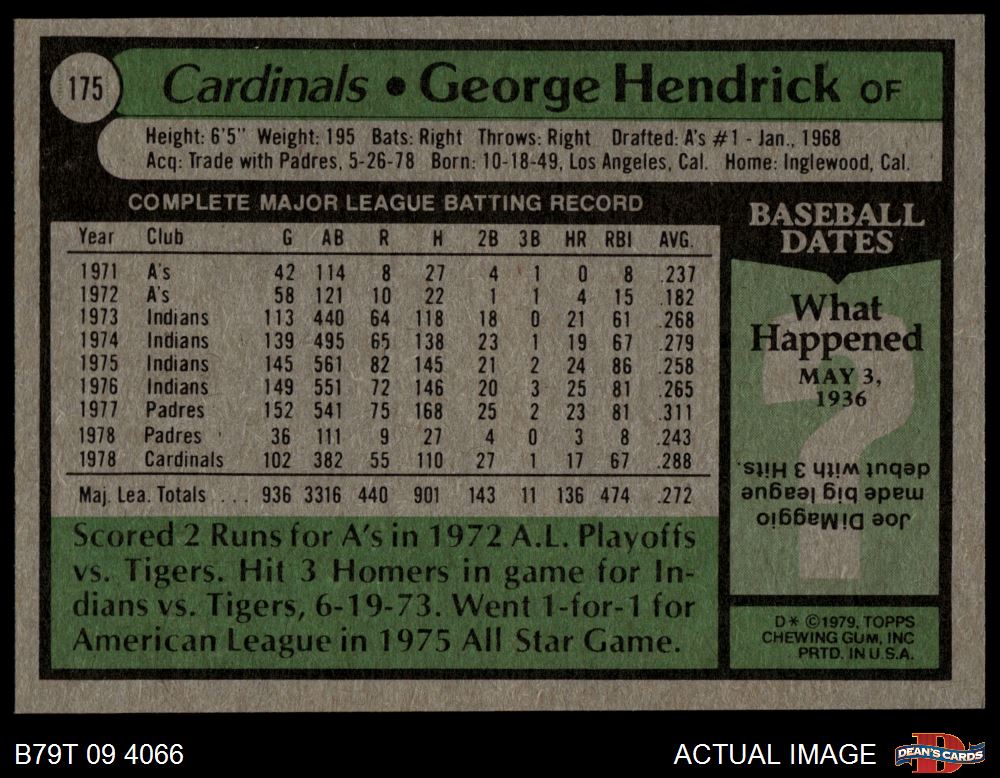 175
Cardinals • George Hendrick OF
Height: 6'5" Weight: 195 Bats: Right Throws: Right Drafted: A's #1 - Jan., 1968
Acq: Trade with Padres, 5-26-78 Born: 10-18-49, Los Angeles, Cal. Home: Inglewood, Cal.
COMPLETE MAJOR LEAGUE BATTING RECORD
Year Club G AB R H 2B 3B HR RBI AVG.
1971 A's 42 114 8 27 4 1 0 8 .237
1972 A's 58 121 10 22 1 1 4 15 .182
1973 Indians 113 440 64 118 18 0 21 61 .268
1974 Indians 139 495 65 138 23 1 19 67 .279
1975 Indians 145 561 82 145 21 2 24 86 .258
1976 Indians 149 551 72 146 20 3 25 81 .265
1977 Padres 152 541 75 168 25 2 23 81 .311
1978 Padres 36 111 9 27 4 0 3 8 .243
1978 Cardinals 102 382 55 110 27 1 17 67 .288
Maj. Lea. Totals . . . 936 3316 440 901 143 11 136 474 .272
Scored 2 Runs for A's in 1972 A.L. Playoffs
vs. Tigers. Hit 3 Homers in game for In-
dians vs. Tigers, 6-19-73. Went 1-for-1 for
American League in 1975 All Star Game.
BASEBALL
DATES
What
Happened
MAY 3,
1936
Joe DiMaggio
made big league
debut with 3 Hits.
D* ©1979, TOPPS
CHEWING GUM, INC
PRTD. IN U.S.A.
B79T 09 4066
ACTUAL IMAGE
DEAN'S CARDS